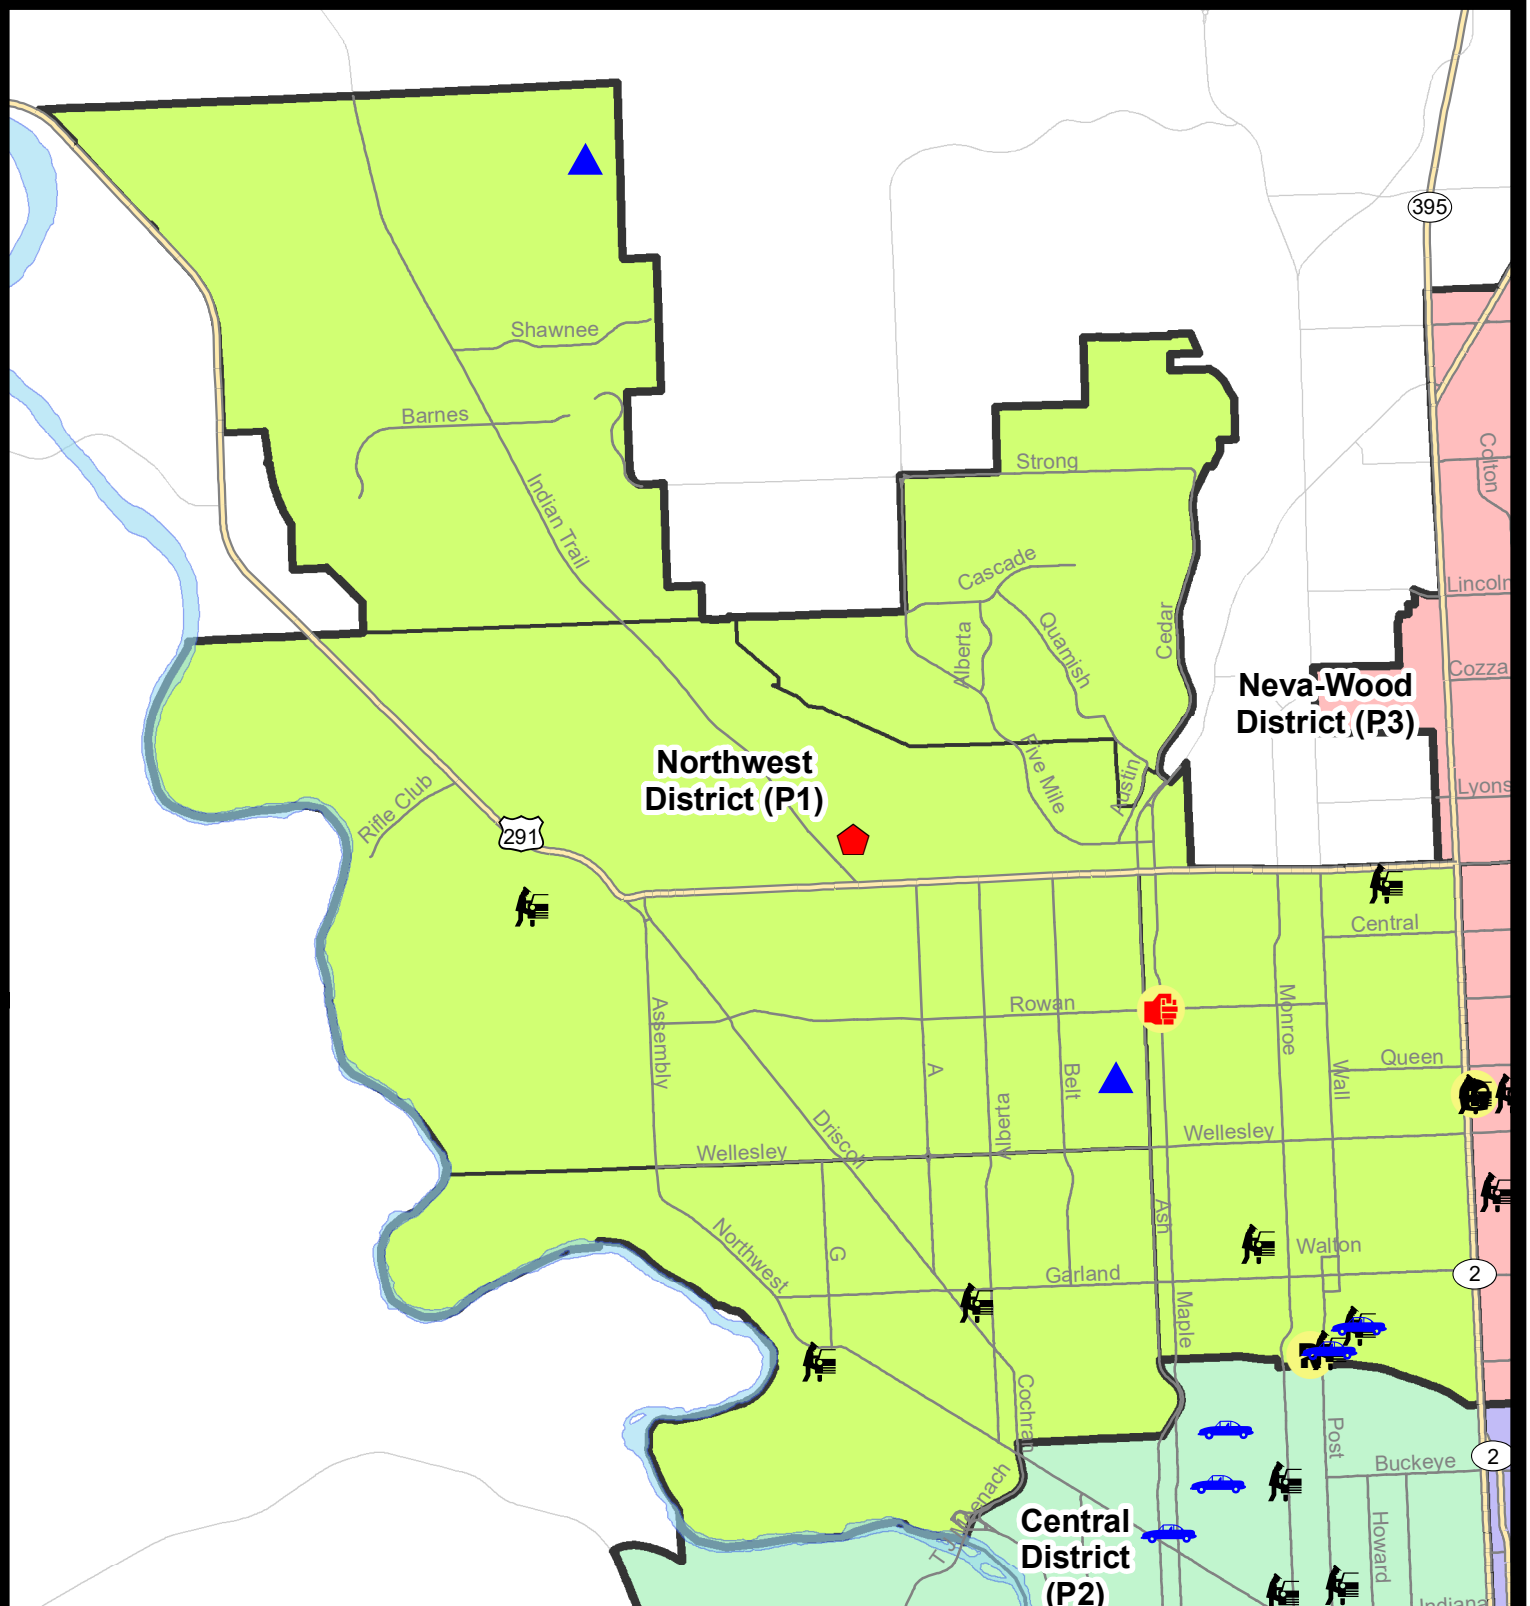 395
Shawnee
Barnes
Colton
Strong
Indian Trail
Cascade
Lincoln
Cedar
Quamish
Alberta
Cozza
Neva-Wood
District (P3)
Northwest
District (P1)
Five Mile
Austin
Lyons
Rifle Club
291
Central
Rowan
Assembly
Monroe
Queen
A
Belt
Wall
Alberta
Driscoll
Wellesley
Wellesley
Ash
Northwest
G
Walton
Garland
2
Maple
Cochran
Post
2
Buckeye
Central
District
(P2)
Howard
Indiana